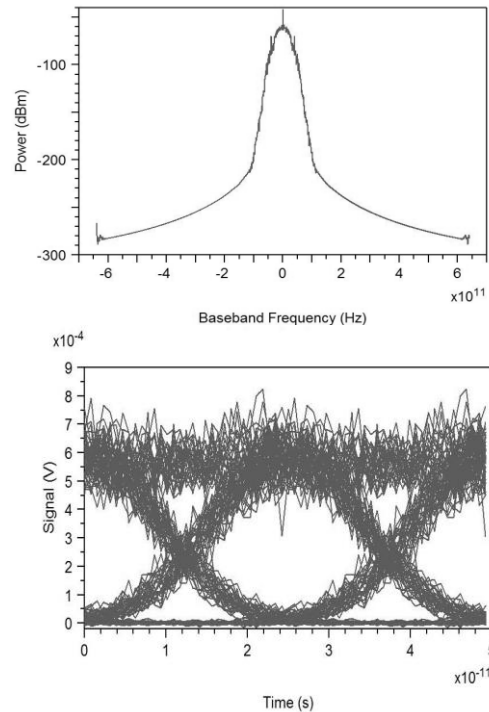 Power (dBm)
-100
-200
-300
-6 -4 -2 0 2 4 6
x10¹¹
Baseband Frequency (Hz)
x10⁻⁴
Signal (V)
9
8
7
6
5
4
3
2
1
0
0 1 2 3 4 5
x10⁻¹¹
Time (s)